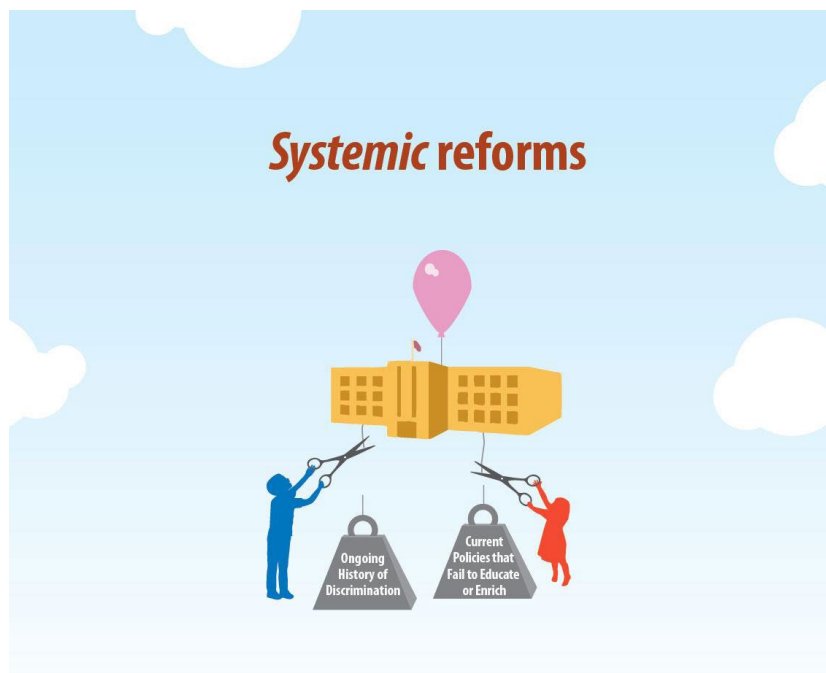 Systemic reforms
Ongoing
History of
Discrimination
Current
Policies that
Fail to Educate
or Enrich